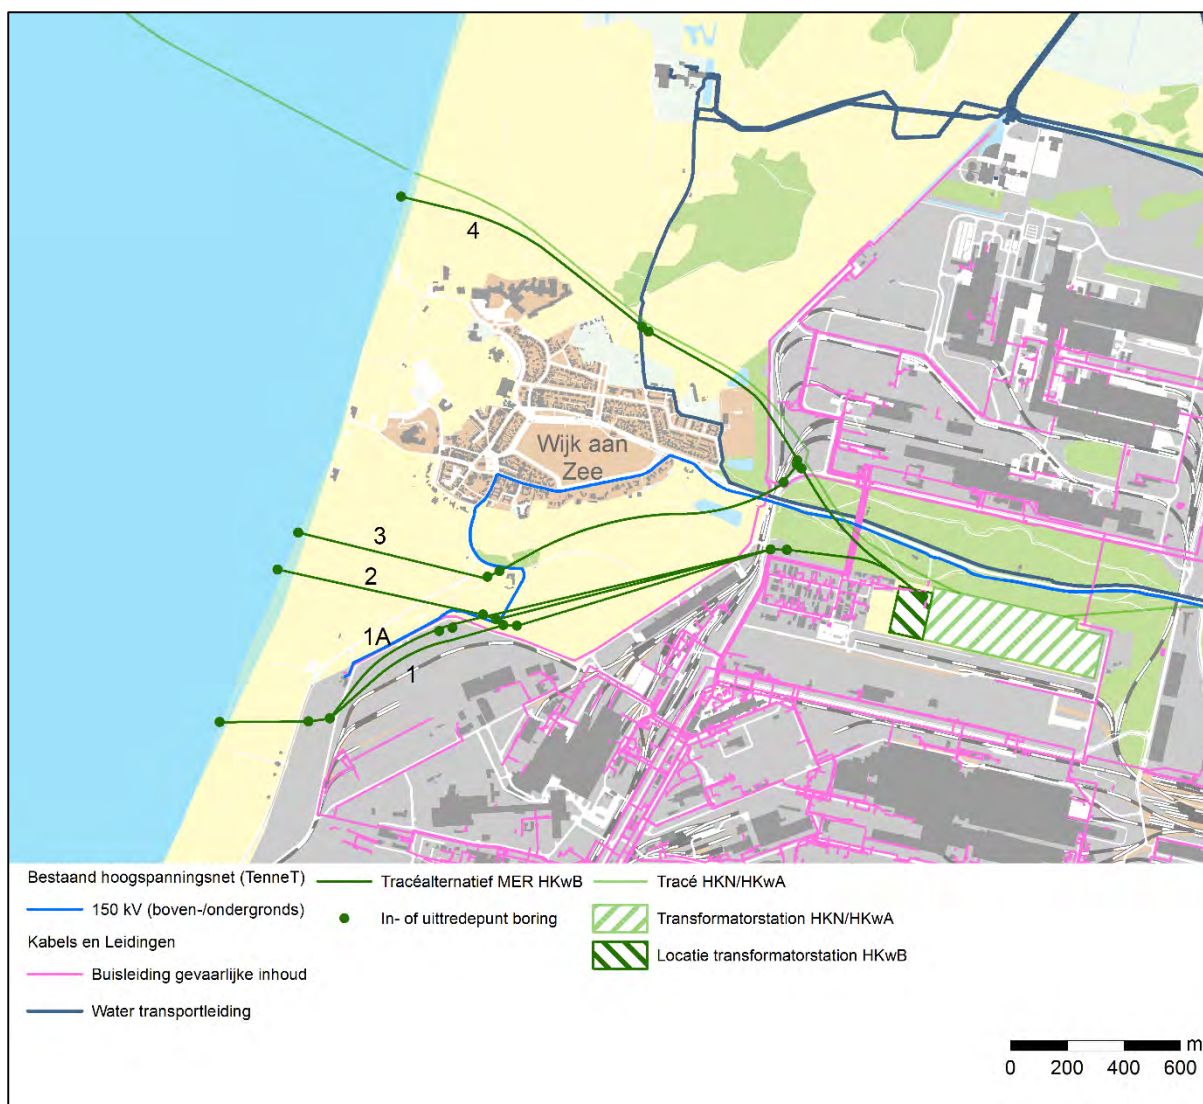 4
Wijk aan
Zee
3
2
1A
1
Bestaand hoogspanningsnet (TenneT)
150 kV (boven-/ondergronds)
Kabels en Leidingen
Buisleiding gevaarlijke inhoud
Water transportleiding
Tracéalternatief MER HKwB
In- of uittredepunt boring
Tracé HKN/HKwA
Transformatorstation HKN/HKwA
Locatie transformatorstation HKwB
m
0 200 400 600